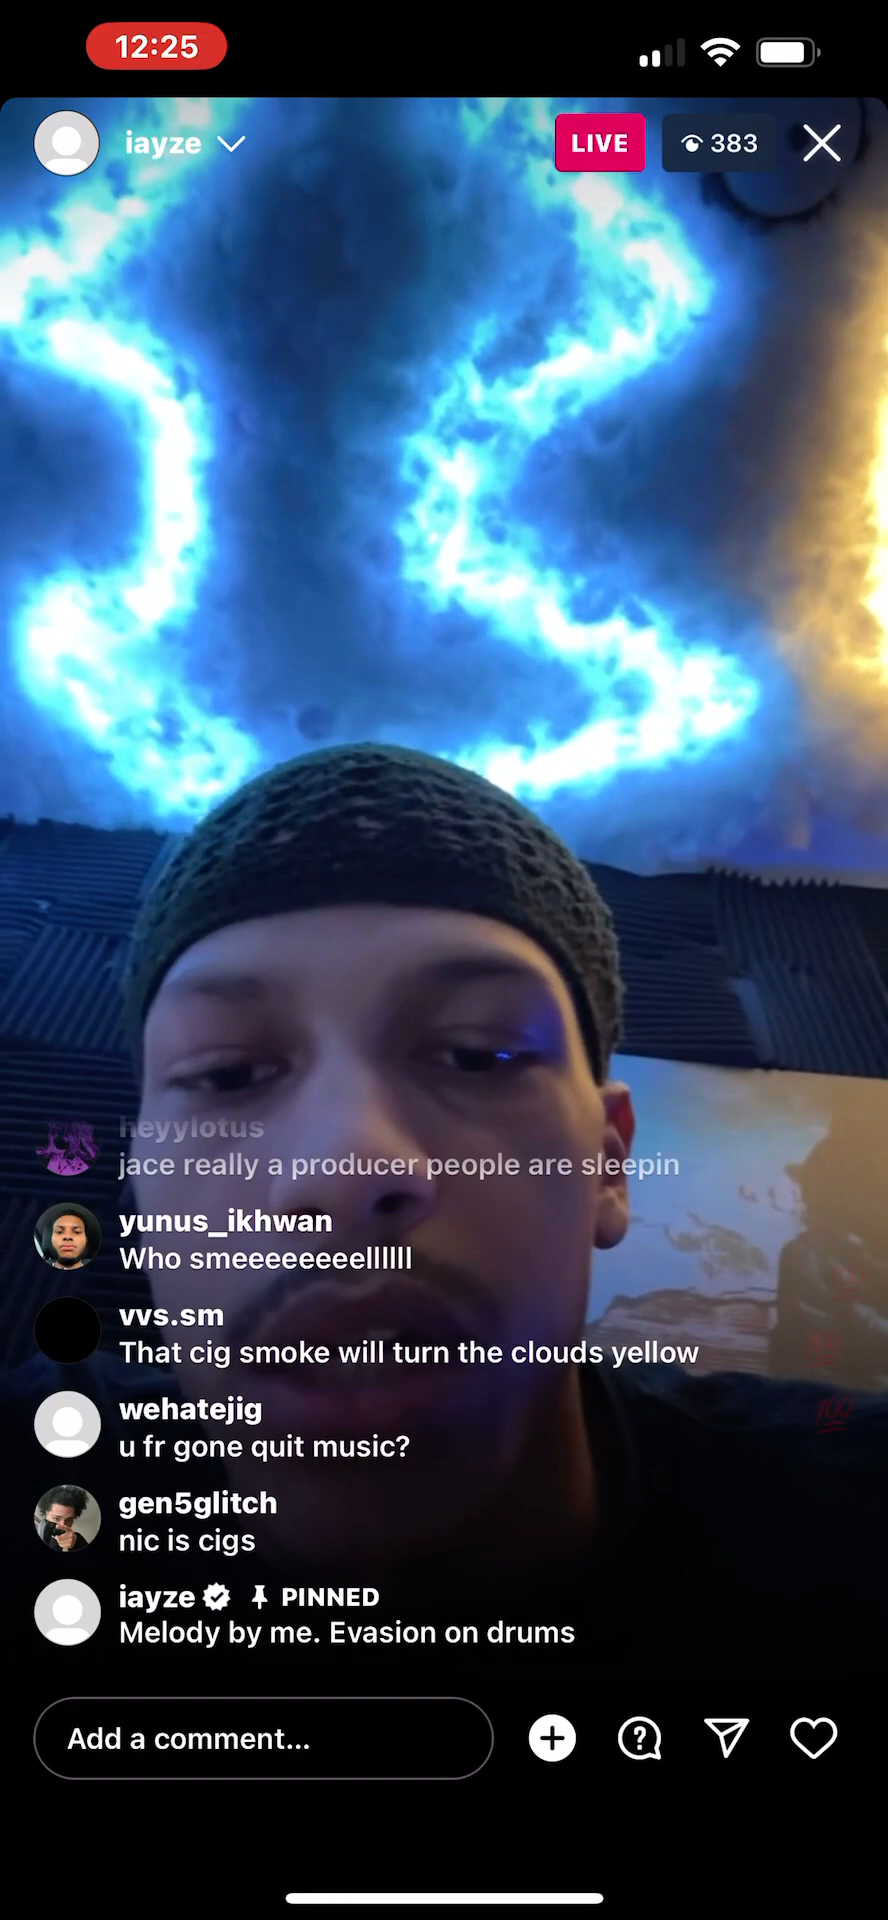 12:25
iayze
LIVE
383
heyylotus
jace really a producer people are sleepin
yunus_ikhwan
Who smeeeeeeeellllll
vvs.sm
That cig smoke will turn the clouds yellow
wehatejig
u fr gone quit music?
gen5glitch
nic is cigs
iayze PINNED
Melody by me. Evasion on drums
Add a comment...